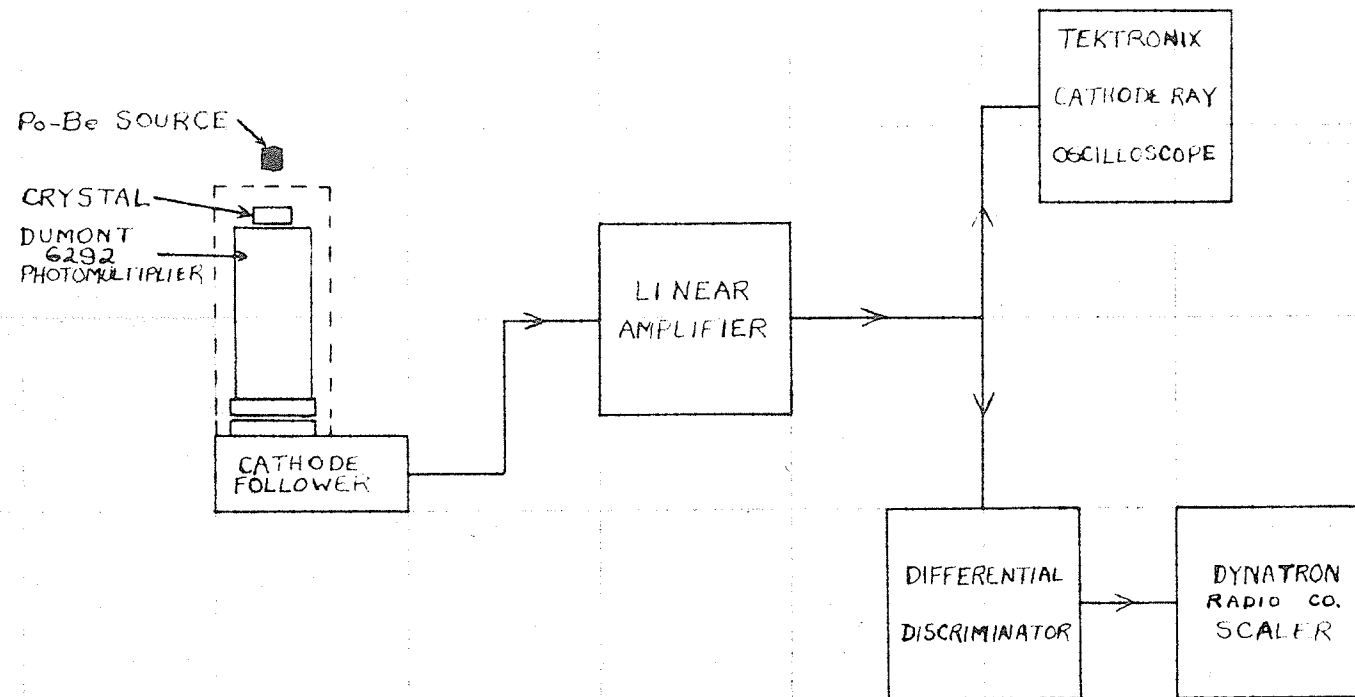 Po-Be SOURCE
CRYSTAL
DUMONT
6292
PHOTOMULTIPLIER
CATHODE
FOLLOWER
LINEAR
AMPLIFIER
TEKTRONIX
CATHODE RAY
OSCILLOSCOPE
DIFFERENTIAL
DISCRIMINATOR
DYNATRON
RADIO CO.
SCALER